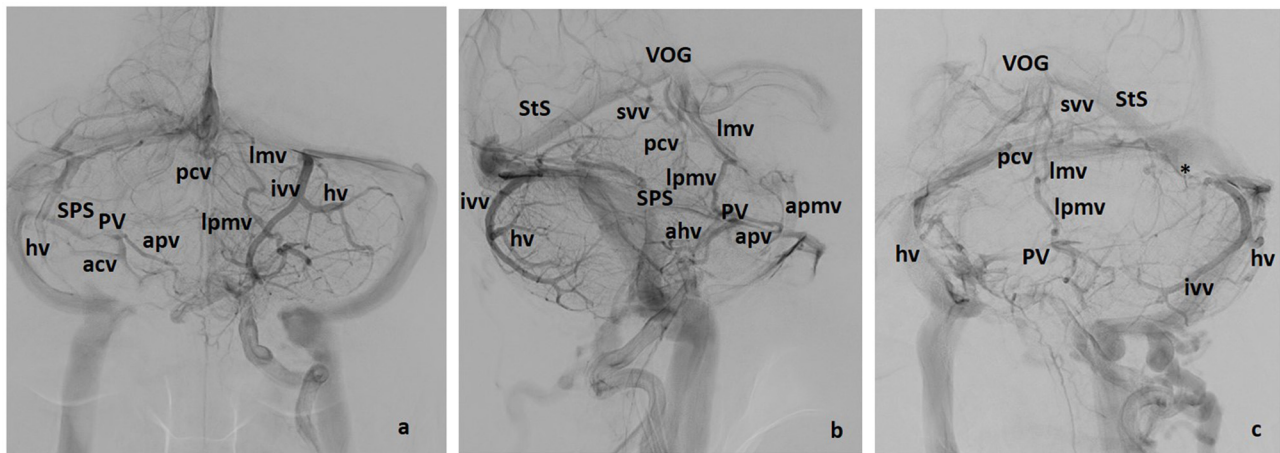 pcv
lmv
ivv
hv
SPS
PV
lpmv
hv
apv
acv
a
VOG
StS
svv
lmv
pcv
lpmv
ivv
SPS
PV
apmv
hv
ahv
apv
b
VOG
StS
svv
pcv
lmv
*
lpmv
hv
PV
hv
ivv
c